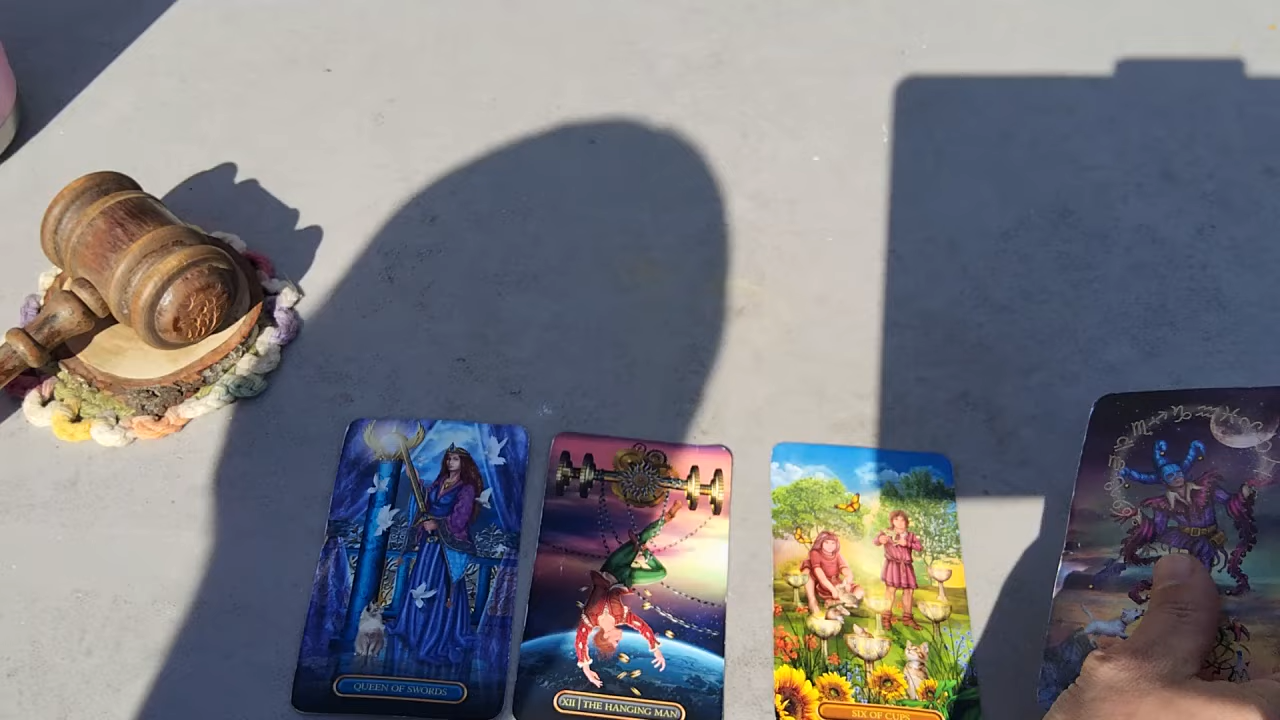 QUEEN OF SWORDS
XII | THE HANGING MAN
SIX OF CUPS